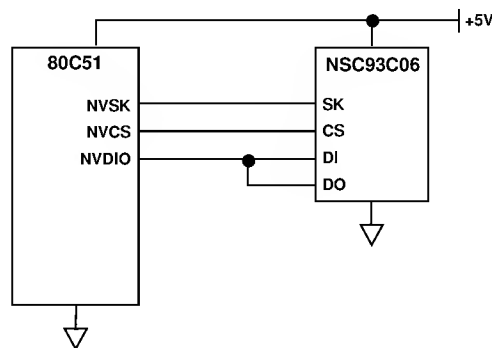 +5V
80C51
NSC93C06
NVSK
SK
NVCS
CS
NVDIO
DI
DO